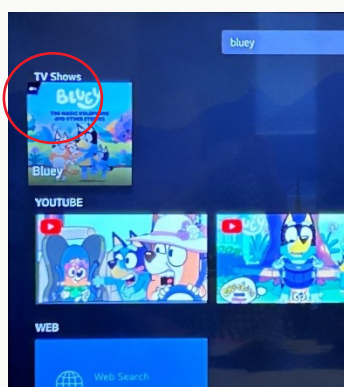 bluey
TV Shows
BLUEY
THE MAGIC XYLOPHONE
AND OTHER STORIES
Bluey
YOUTUBE
WEB
Web Search